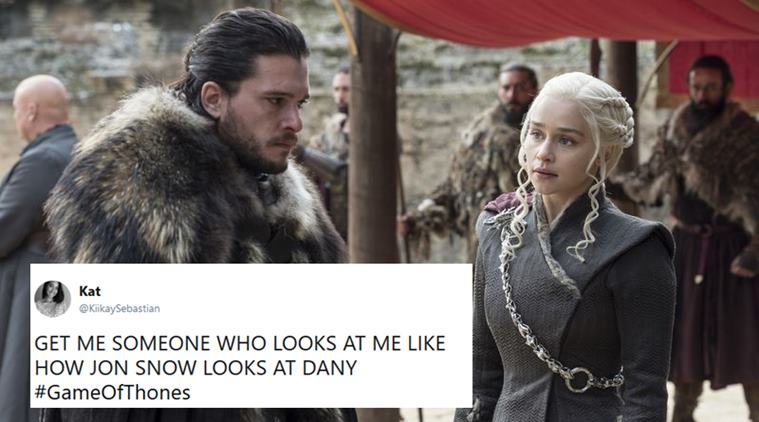 Kat
@KiikaySebastian
GET ME SOMEONE WHO LOOKS AT ME LIKE
HOW JON SNOW LOOKS AT DANY
#GameOfThones